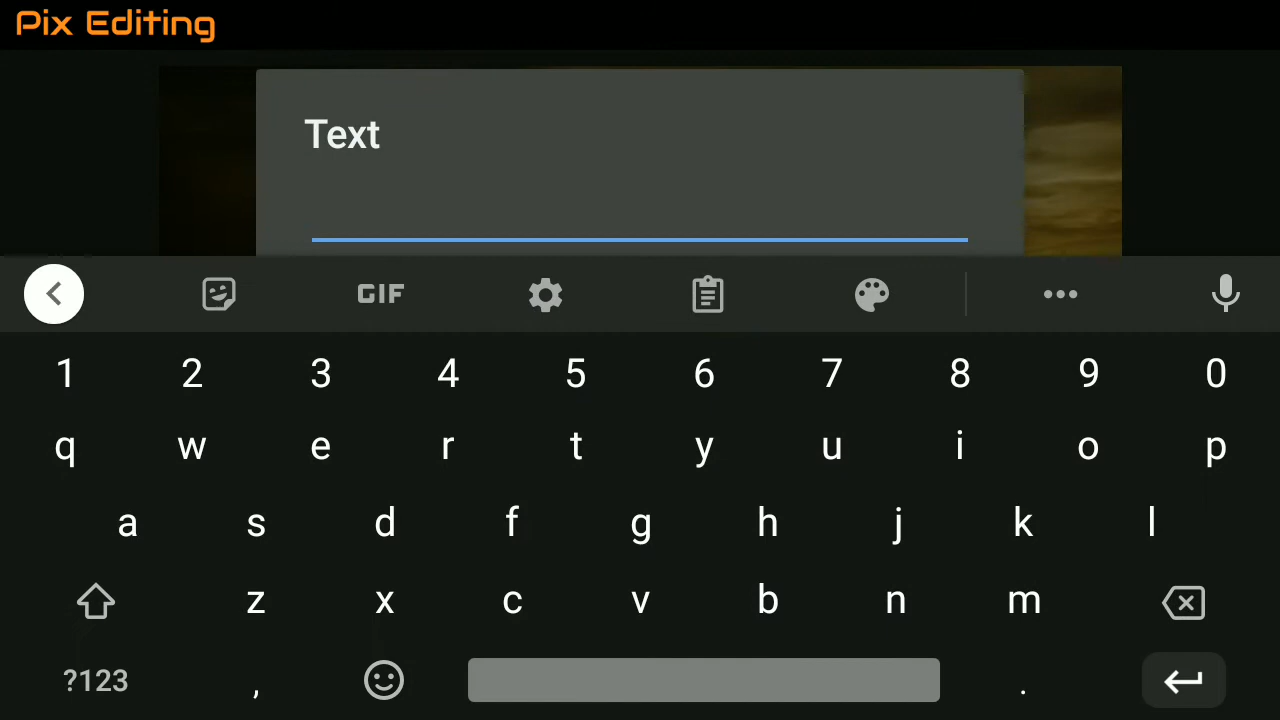 Pix Editing
Text
GIF
1 2 3 4 5 6 7 8 9 0
q w e r t y u i o p
a s d f g h j k l
z x c v b n m
?123 , .